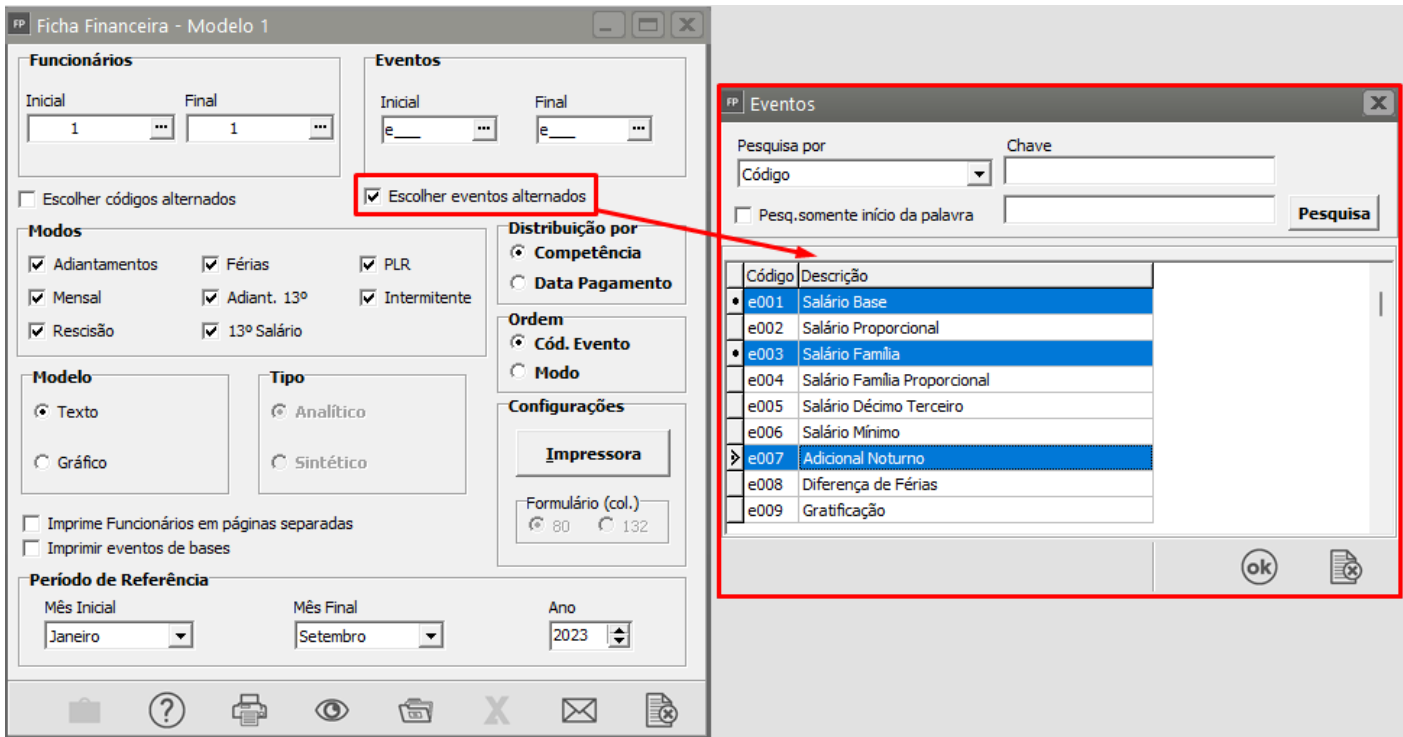 FP Ficha Financeira - Modelo 1
Funcionários
Inicial Final
1 ... 1 ...
Eventos
Inicial Final
e___ ... e___ ...
Escolher códigos alternados
Escolher eventos alternados
Modos
Adiantamentos Férias PLR
Mensal Adiant. 13º Intermitente
Rescisão 13º Salário
Distribuição por
Competência
Data Pagamento
Ordem
Cód. Evento
Modo
Modelo
Texto
Gráfico
Tipo
Analítico
Sintético
Configurações
Impressora
Formulário (col.)
80 132
Imprime Funcionários em páginas separadas
Imprimir eventos de bases
Período de Referência
Mês Inicial Mês Final Ano
Janeiro Setembro 2023
?
X
FP Eventos X
Pesquisa por Chave
Código
Pesq.somente início da palavra Pesquisa
Código Descrição
e001 Salário Base
e002 Salário Proporcional
e003 Salário Família
e004 Salário Família Proporcional
e005 Salário Décimo Terceiro
e006 Salário Mínimo
e007 Adicional Noturno
e008 Diferença de Férias
e009 Gratificação
ok